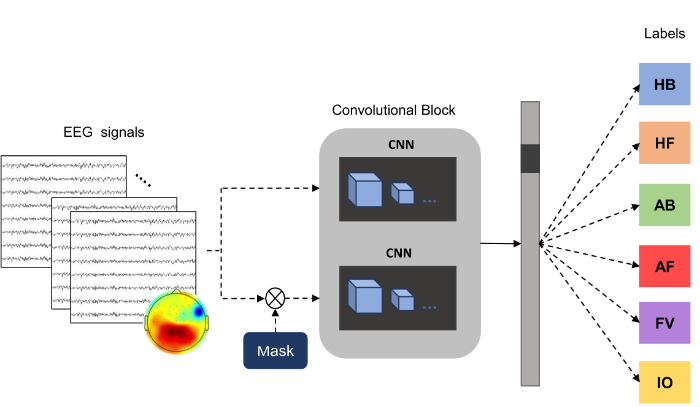 Labels
EEG signals
Convolutional Block
CNN
CNN
Mask
HB
HF
AB
AF
FV
IO